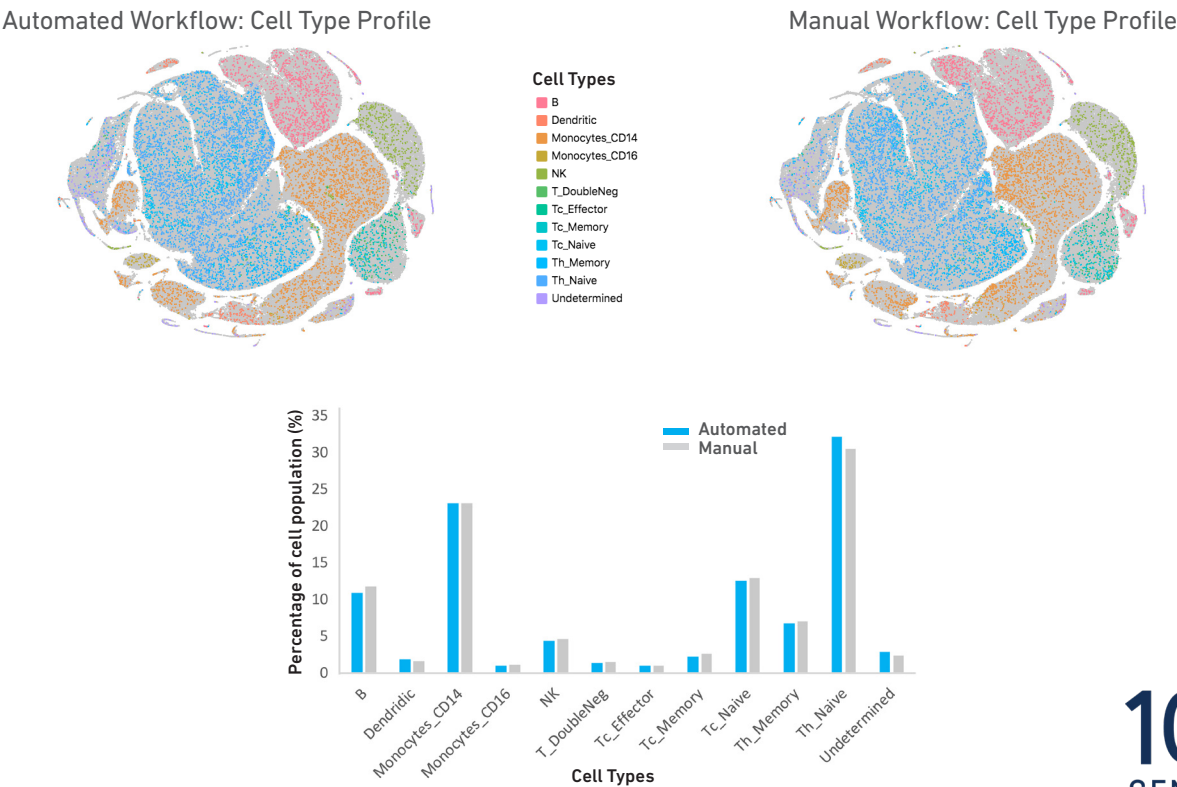 Automated Workflow: Cell Type Profile
Manual Workflow: Cell Type Profile
Cell Types
B
Dendritic
Monocytes_CD14
Monocytes_CD16
NK
T_DoubleNeg
Tc_Effector
Tc_Memory
Tc_Naive
Th_Memory
Th_Naive
Undetermined
Percentage of cell population (%)
35
30
25
20
15
10
5
0
Automated
Manual
B
Dendridic
Monocytes_CD14
Monocytes_CD16
NK
T_DoubleNeg
Tc_Effector
Tc_Memory
Tc_Naive
Th_Memory
Th_Naive
Undetermined
Cell Types